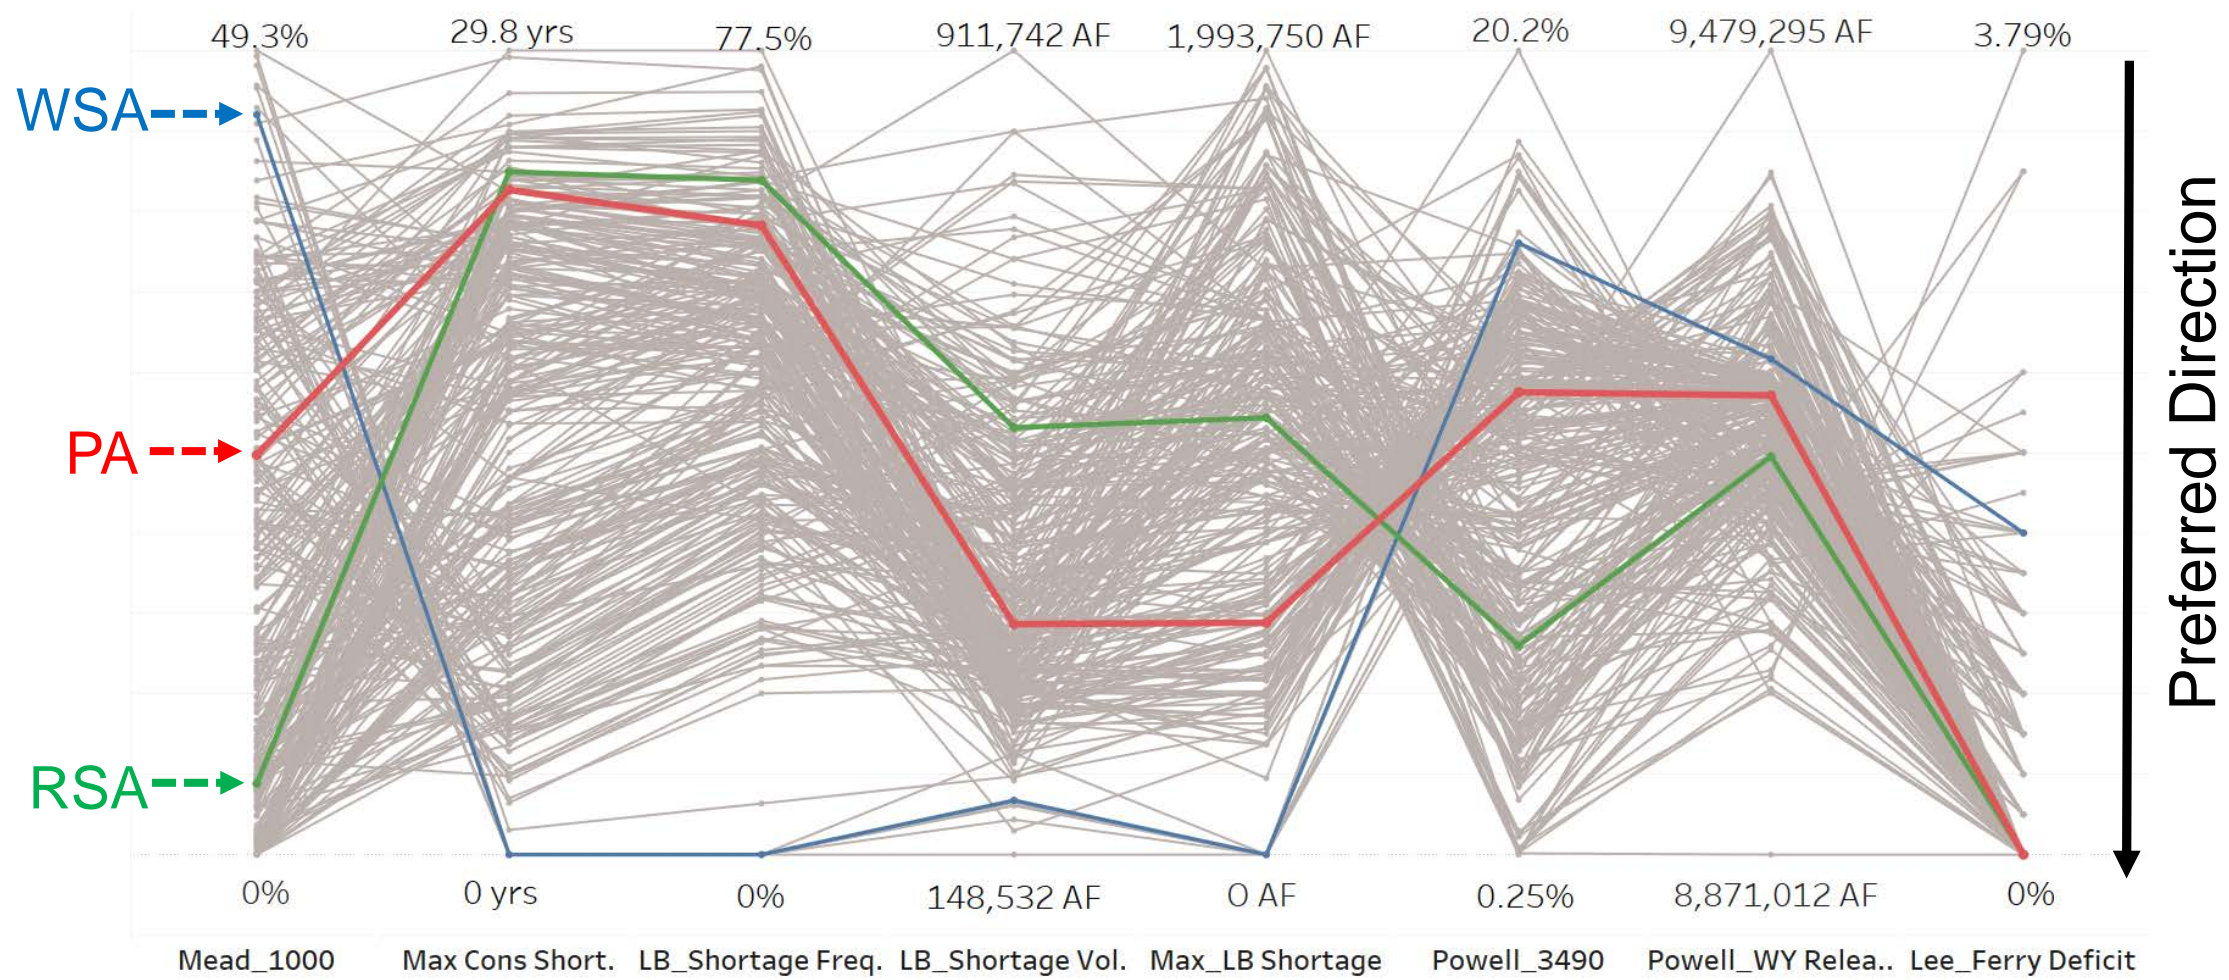 49.3% 29.8 yrs 77.5% 911,742 AF 1,993,750 AF 20.2% 9,479,295 AF 3.79%
WSA
PA
RSA
Preferred Direction
0% 0 yrs 0% 148,532 AF 0 AF 0.25% 8,871,012 AF 0%
Mead_1000 Max Cons Short. LB_Shortage Freq. LB_Shortage Vol. Max_LB Shortage Powell_3490 Powell_WY Relea.. Lee_Ferry Deficit